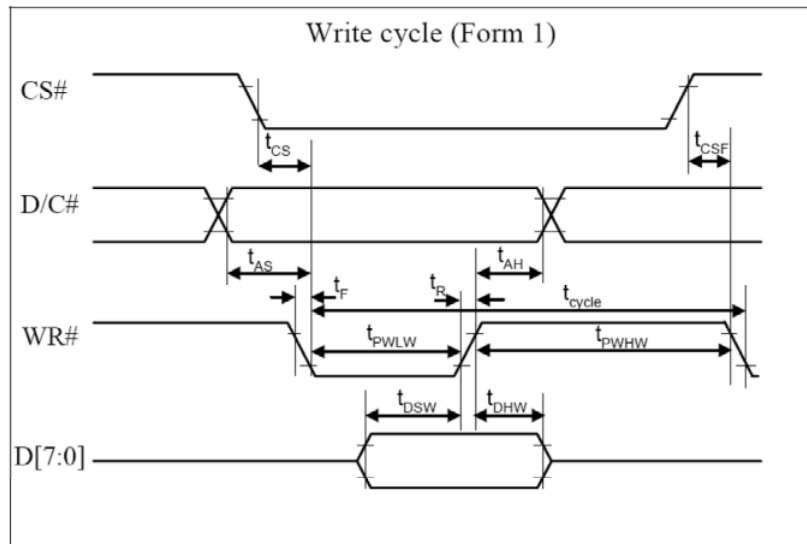 Write cycle (Form 1)
CS#
tCS
tCSF
D/C#
tAS
tAH
tF
tR
tcycle
WR#
tPWLW
tPWHW
tDSW
tDHW
D[7:0]